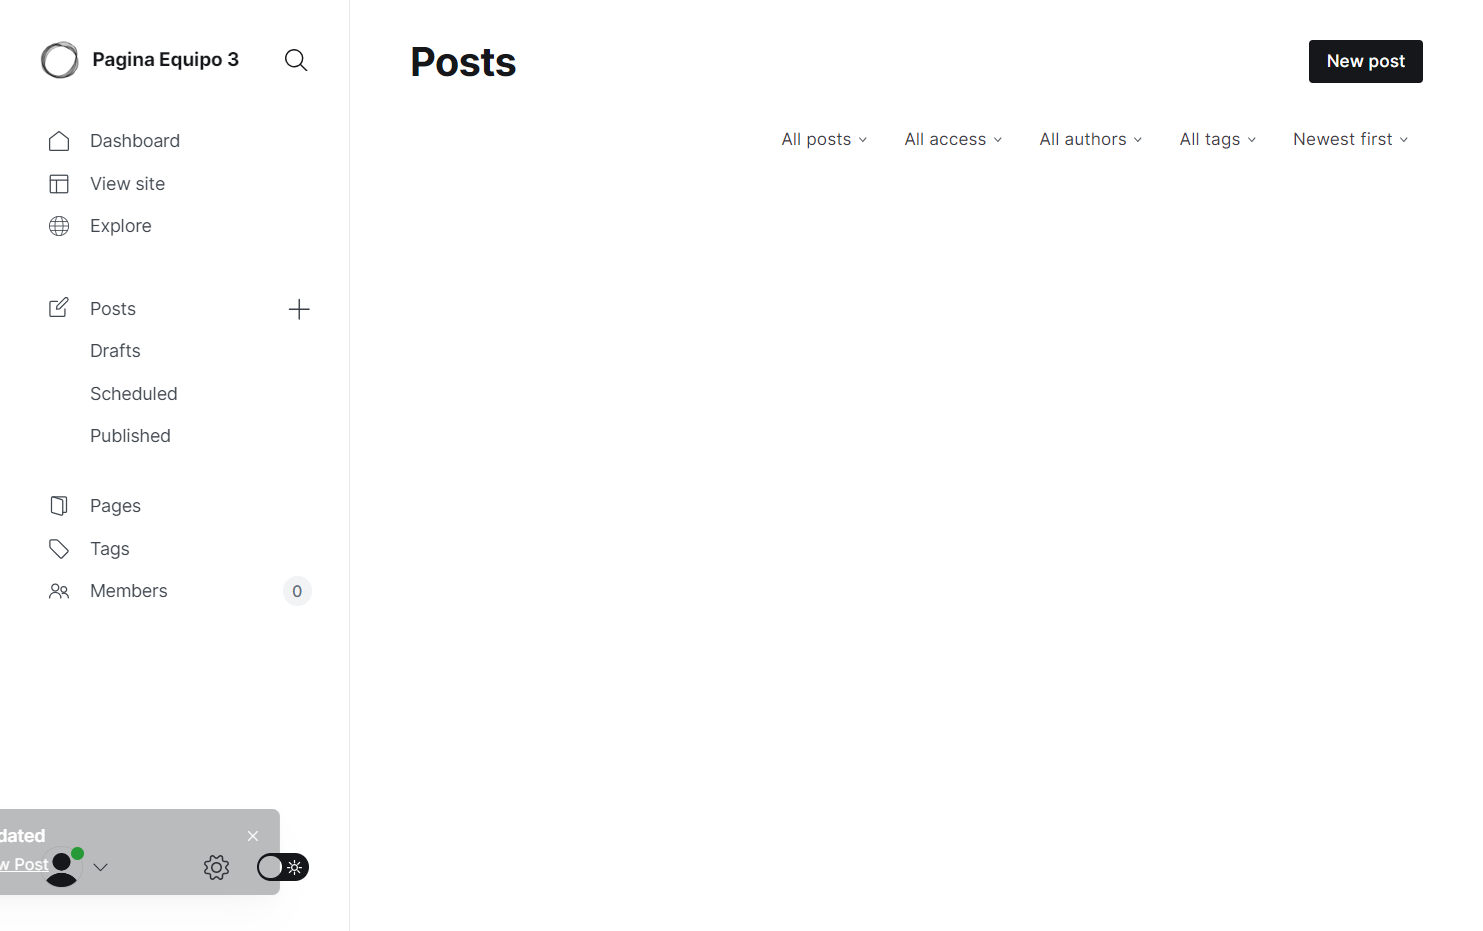 Pagina Equipo 3
Dashboard
View site
Explore
Posts
Drafts
Scheduled
Published
Pages
Tags
Members
0
dated
w Post
Posts
New post
All posts
All access
All authors
All tags
Newest first